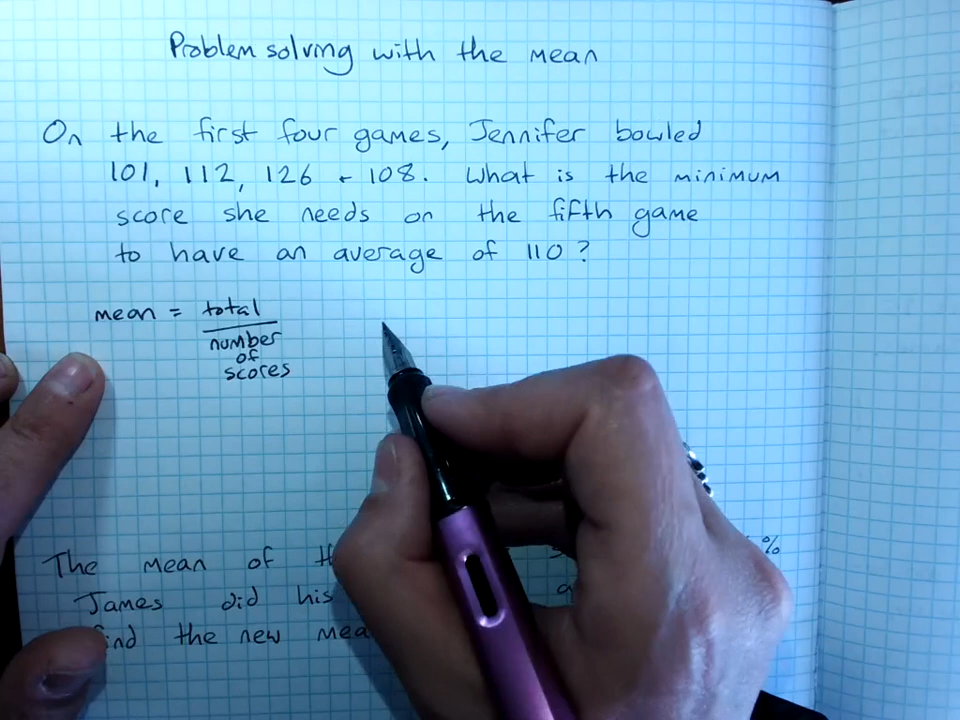 Problem solving with the mean
On the first four games, Jennifer bowled
101, 112, 126 + 108. What is the minimum
score she needs on the fifth game
to have an average of 110?
mean = total
number
of
scores
The mean of
%
James did his
find the new